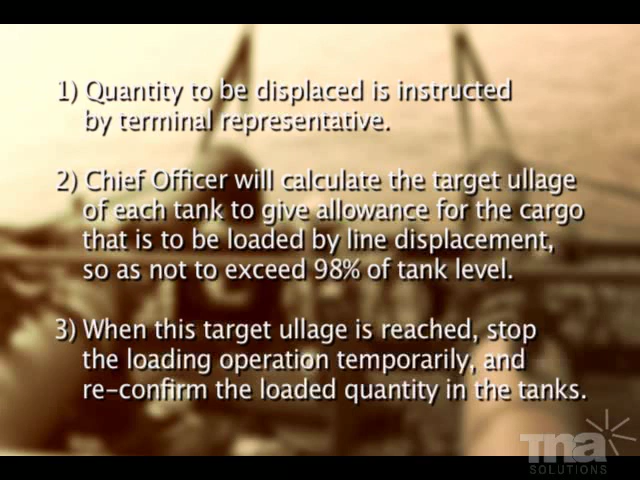 1) Quantity to be displaced is instructed
by terminal representative.
2) Chief Officer will calculate the target ullage
of each tank to give allowance for the cargo
that is to be loaded by line displacement,
so as not to exceed 98% of tank level.
3) When this target ullage is reached, stop
the loading operation temporarily, and
re-confirm the loaded quantity in the tanks.
tna
SOLUTIONS